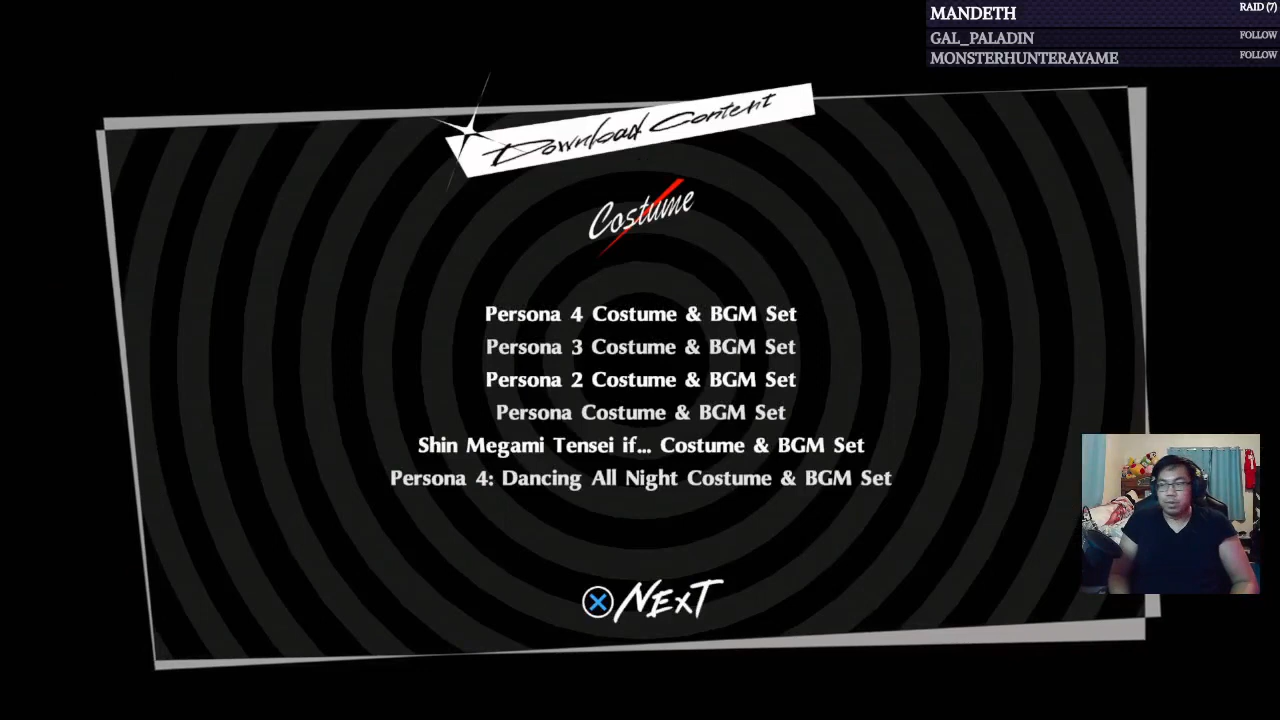 MANDETH RAID (7)
GAL_PALADIN FOLLOW
MONSTERHUNTERAYAME FOLLOW
Download Content
Costume
Persona 4 Costume & BGM Set
Persona 3 Costume & BGM Set
Persona 2 Costume & BGM Set
Persona Costume & BGM Set
Shin Megami Tensei if... Costume & BGM Set
Persona 4: Dancing All Night Costume & BGM Set
NEXT